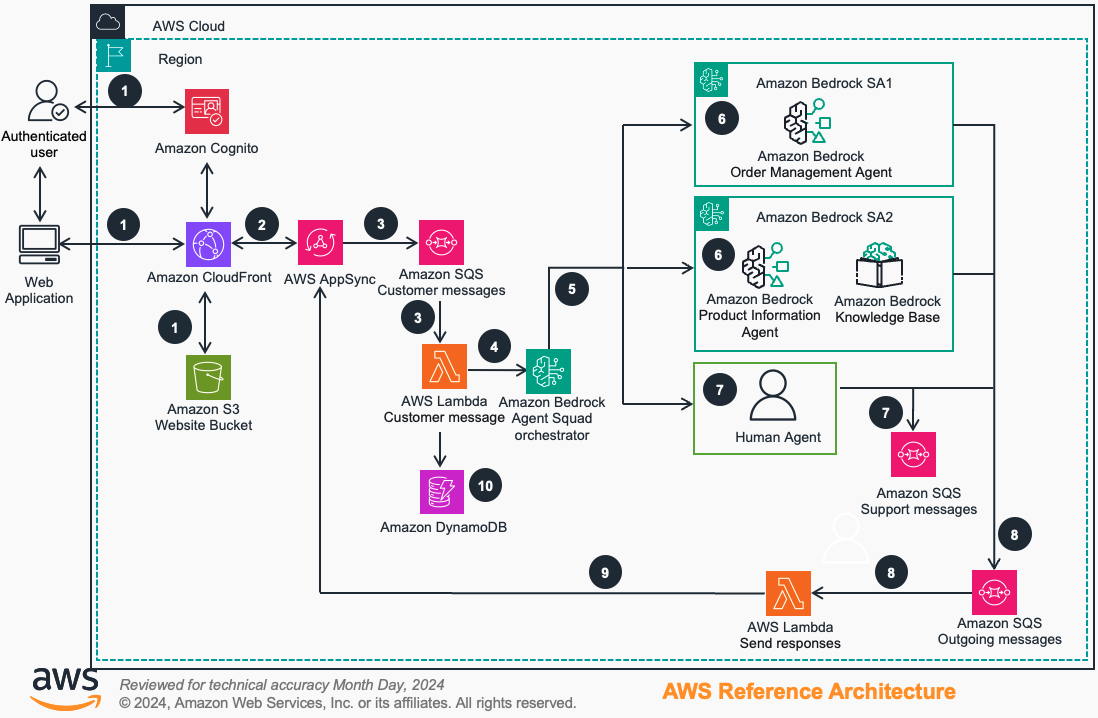 AWS Cloud
Region
1
Authenticated
user
Amazon Cognito
1
2
3
Web
Application
Amazon CloudFront
AWS AppSync
Amazon SQS
Customer messages
1
3
Amazon S3
Website Bucket
4
5
AWS Lambda
Customer message
Amazon Bedrock
Agent Squad
orchestrator
10
Amazon DynamoDB
Amazon Bedrock SA1
6
Amazon Bedrock
Order Management Agent
Amazon Bedrock SA2
6
Amazon Bedrock
Product Information
Agent
Amazon Bedrock
Knowledge Base
7
Human Agent
7
Amazon SQS
Support messages
8
8
9
AWS Lambda
Send responses
Amazon SQS
Outgoing messages
aws
Reviewed for technical accuracy Month Day, 2024
© 2024, Amazon Web Services, Inc. or its affiliates. All rights reserved.
AWS Reference Architecture